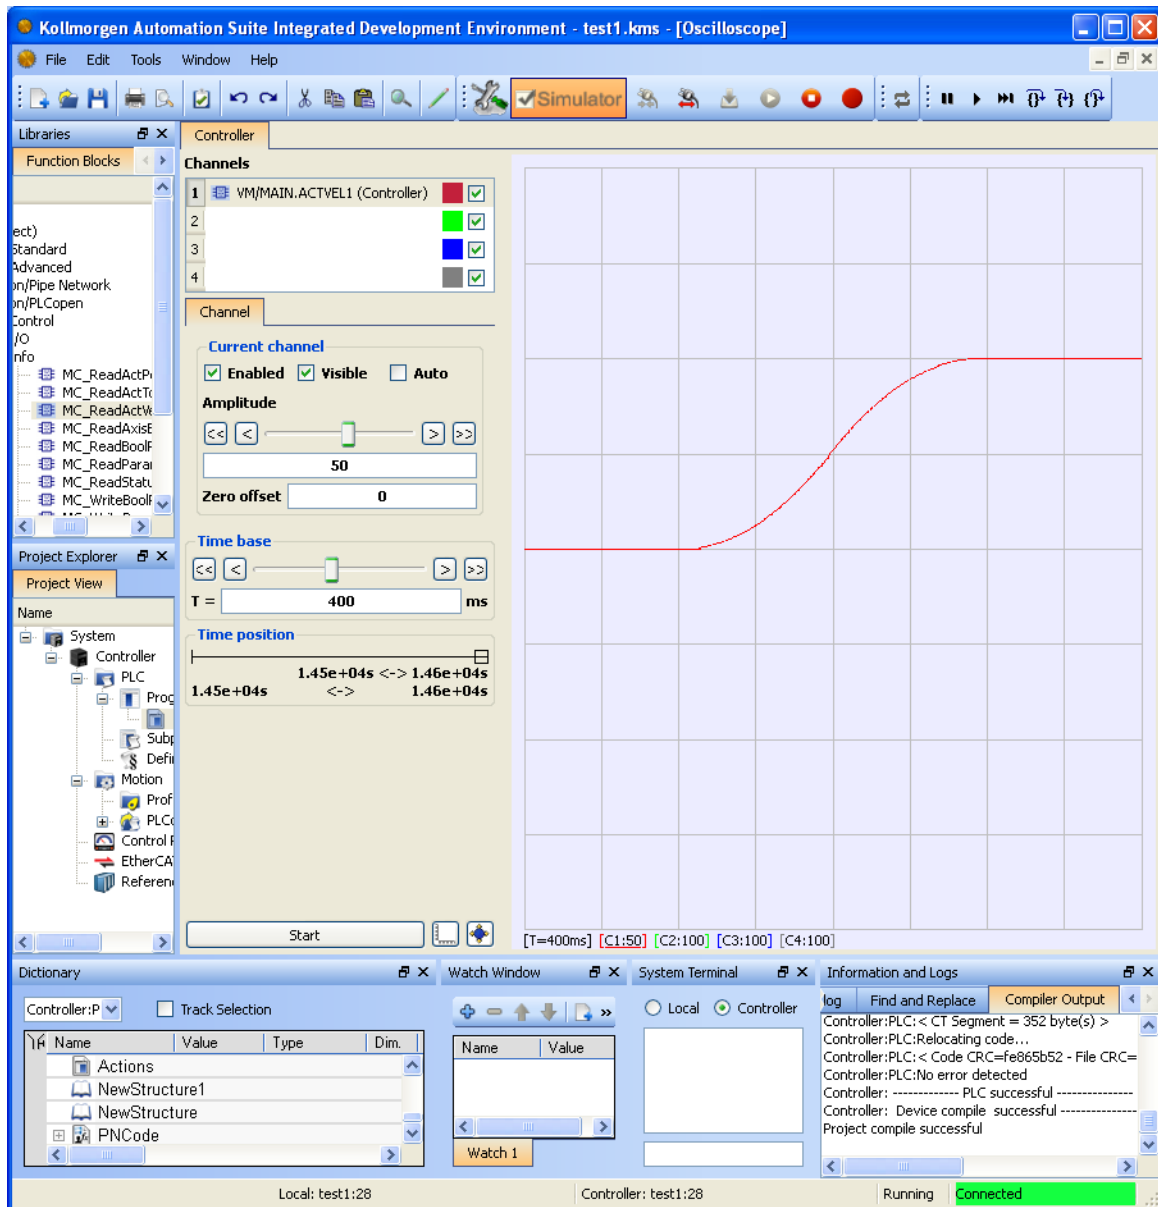 Kollmorgen Automation Suite Integrated Development Environment - test1.kms - [Oscilloscope]
File Edit Tools Window Help
Simulator
Libraries
Function Blocks
ect)
Standard
Advanced
on/Pipe Network
on/PLCopen
Control
/O
nfo
MC_ReadActP
MC_ReadActTo
MC_ReadActVe
MC_ReadAxisE
MC_ReadBoolP
MC_ReadParar
MC_ReadStatu
MC_WriteBoolP
Project Explorer
Project View
Name
System
Controller
PLC
Prog
Subp
Defi
Motion
Prof
PLCo
Control P
EtherCA
Referen
Controller
Channels
1 VM/MAIN.ACTVEL1 (Controller)
2
3
4
Channel
Current channel
Enabled Visible Auto
Amplitude
<< < > >>
50
Zero offset 0
Time base
<< < > >>
T = 400 ms
Time position
1.45e+04s <-> 1.46e+04s
1.45e+04s <-> 1.46e+04s
Start
[T=400ms] [C1:50] [C2:100] [C3:100] [C4:100]
Dictionary
Controller:P Track Selection
Name Value Type Dim.
Actions
NewStructure1
NewStructure
PNCode
Watch Window
»
Name Value
Watch 1
System Terminal
Local Controller
Information and Logs
log Find and Replace Compiler Output
Controller:PLC:< CT Segment = 352 byte(s) >
Controller:PLC:Relocating code...
Controller:PLC:< Code CRC=fe865b52 - File CRC=
Controller:PLC:No error detected
Controller: ------------- PLC successful ---------------
Controller: Device compile successful ---------------
Project compile successful
Local: test1:28 Controller: test1:28 Running Connected